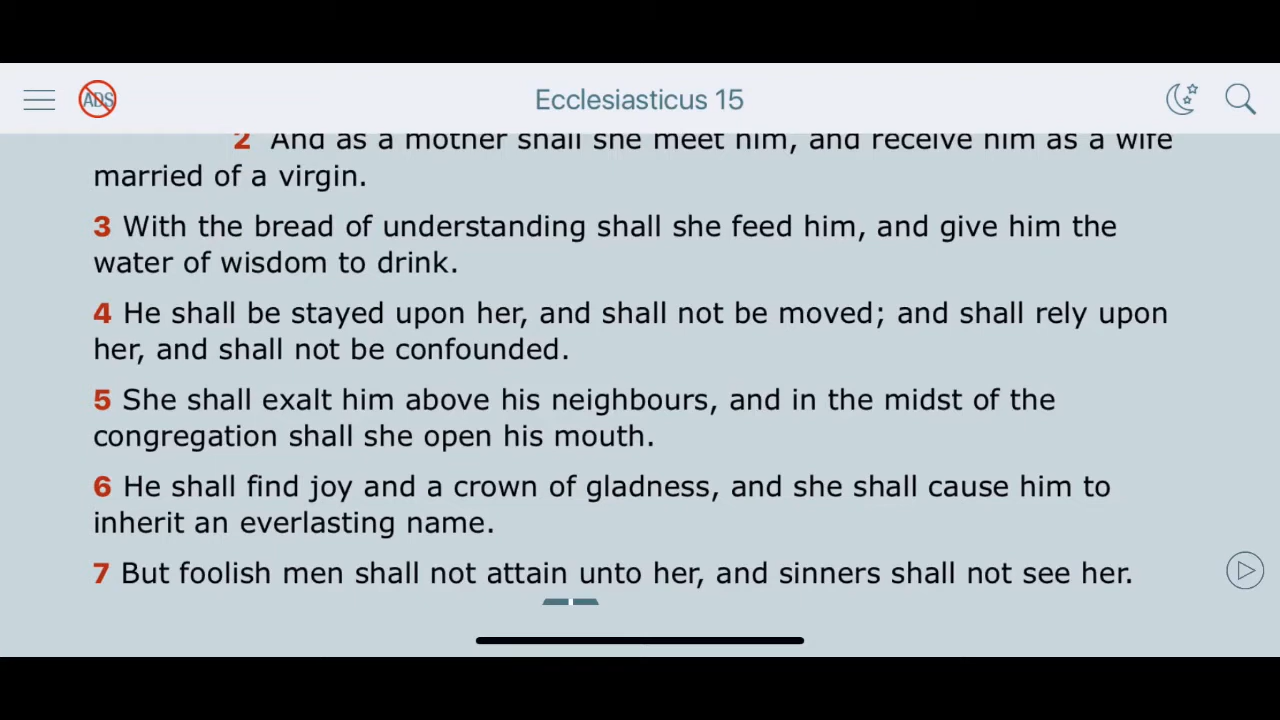 ADS
Ecclesiasticus 15
2 And as a mother shall she meet him, and receive him as a wife
married of a virgin.
3 With the bread of understanding shall she feed him, and give him the
water of wisdom to drink.
4 He shall be stayed upon her, and shall not be moved; and shall rely upon
her, and shall not be confounded.
5 She shall exalt him above his neighbours, and in the midst of the
congregation shall she open his mouth.
6 He shall find joy and a crown of gladness, and she shall cause him to
inherit an everlasting name.
7 But foolish men shall not attain unto her, and sinners shall not see her.